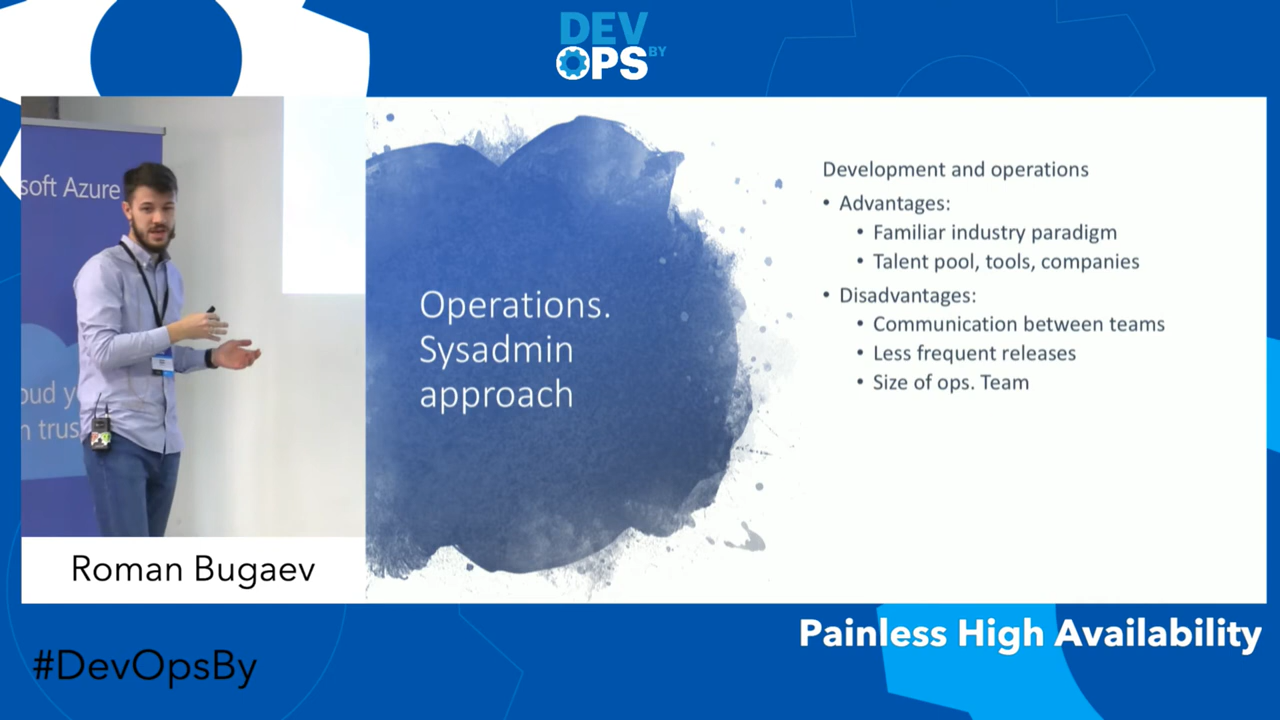 DEV
OPS BY
soft Azure
oud y
n trus
Operations.
Sysadmin
approach
Development and operations
• Advantages:
• Familiar industry paradigm
• Talent pool, tools, companies
• Disadvantages:
• Communication between teams
• Less frequent releases
• Size of ops. Team
Roman Bugaev
Painless High Availability
#DevOpsBy